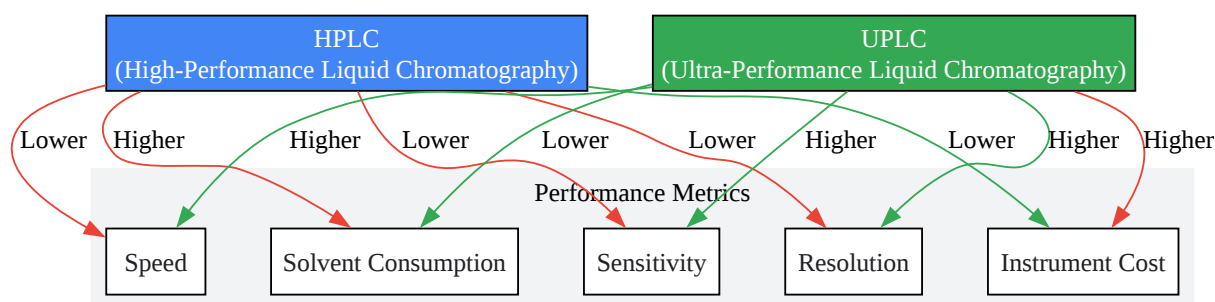 HPLC
(High-Performance Liquid Chromatography)
UPLC
(Ultra-Performance Liquid Chromatography)
Lower
Higher
Higher
Lower
Lower
Lower
Higher
Lower
Higher
Higher
Performance Metrics
Speed
Solvent Consumption
Sensitivity
Resolution
Instrument Cost